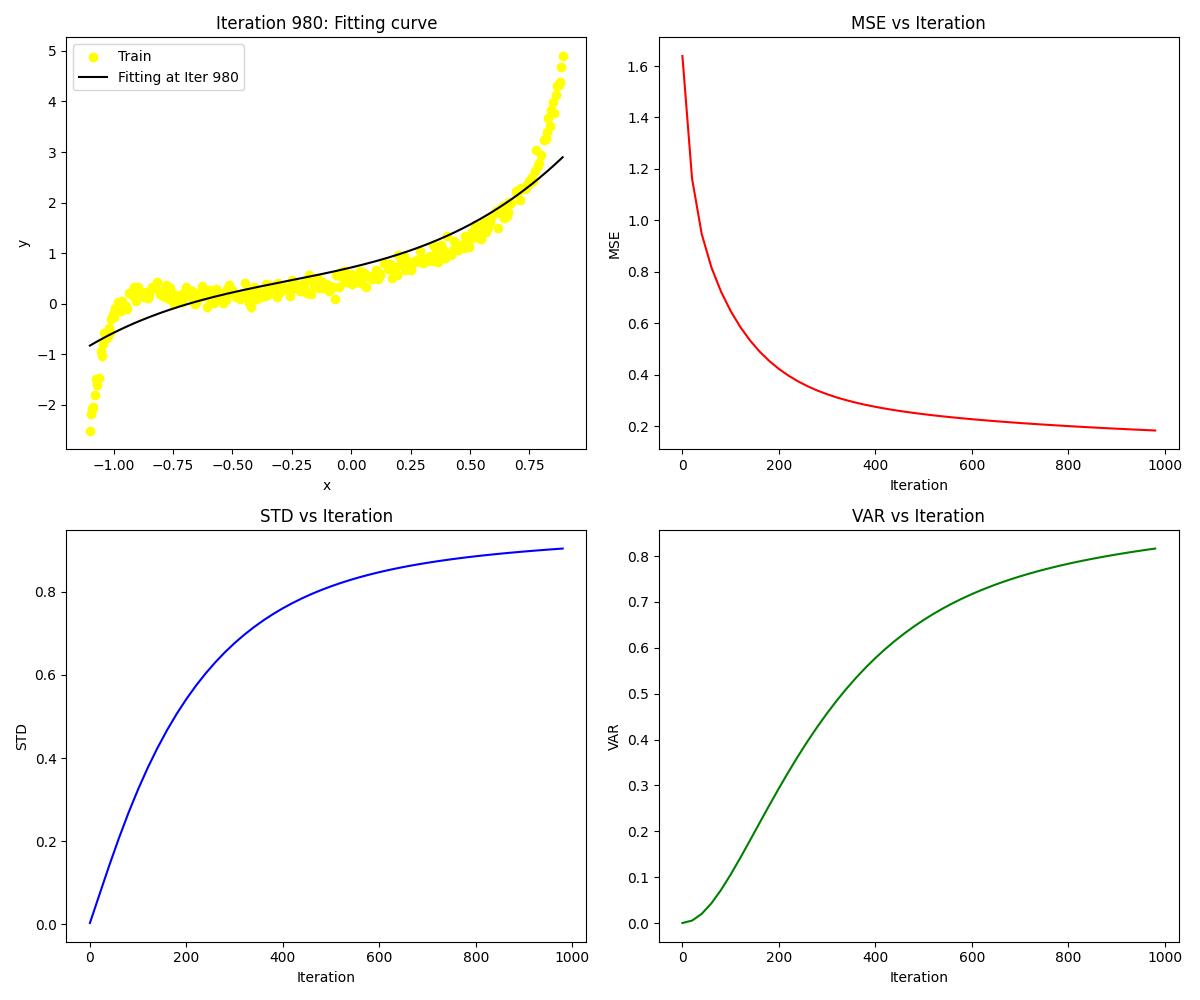 Iteration 980: Fitting curve
Train
Fitting at Iter 980
5
4
3
2
1
0
−1
−2
y
−1.00 −0.75 −0.50 −0.25 0.00 0.25 0.50 0.75
x
MSE vs Iteration
1.6
1.4
1.2
1.0
0.8
0.6
0.4
0.2
MSE
0 200 400 600 800 1000
Iteration
STD vs Iteration
0.8
0.6
0.4
0.2
0.0
STD
0 200 400 600 800 1000
Iteration
VAR vs Iteration
0.8
0.7
0.6
0.5
0.4
0.3
0.2
0.1
0.0
VAR
0 200 400 600 800 1000
Iteration